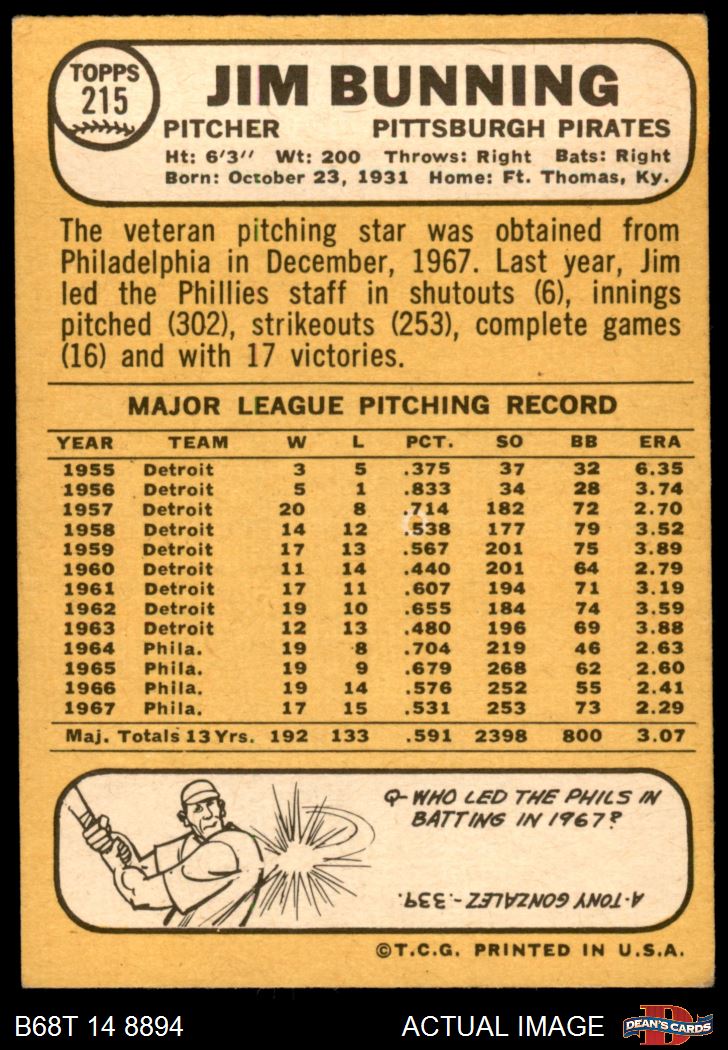 TOPPS
215
JIM BUNNING
PITCHER PITTSBURGH PIRATES
Ht: 6'3" Wt: 200 Throws: Right Bats: Right
Born: October 23, 1931 Home: Ft. Thomas, Ky.
The veteran pitching star was obtained from
Philadelphia in December, 1967. Last year, Jim
led the Phillies staff in shutouts (6), innings
pitched (302), strikeouts (253), complete games
(16) and with 17 victories.
MAJOR LEAGUE PITCHING RECORD
YEAR TEAM W L PCT. SO BB ERA
1955 Detroit 3 5 .375 37 32 6.35
1956 Detroit 5 1 .833 34 28 3.74
1957 Detroit 20 8 .714 182 72 2.70
1958 Detroit 14 12 .538 177 79 3.52
1959 Detroit 17 13 .567 201 75 3.89
1960 Detroit 11 14 .440 201 64 2.79
1961 Detroit 17 11 .607 194 71 3.19
1962 Detroit 19 10 .655 184 74 3.59
1963 Detroit 12 13 .480 196 69 3.88
1964 Phila. 19 8 .704 219 46 2.63
1965 Phila. 19 9 .679 268 62 2.60
1966 Phila. 19 14 .576 252 55 2.41
1967 Phila. 17 15 .531 253 73 2.29
Maj. Totals 13 Yrs. 192 133 .591 2398 800 3.07
Q-WHO LED THE PHILS IN
BATTING IN 1967?
A-TONY GONZALEZ-.339.
©T.C.G. PRINTED IN U.S.A.
B68T 14 8894 ACTUAL IMAGE
D
DEAN'S CARDS